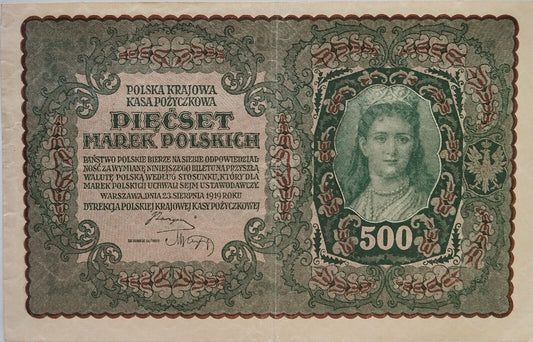 POLSKA KRAJOWA
KASA POŻYCZKOWA
PIĘĆSET
MAREK POLSKICH
PAŃSTWO POLSKIE BIERZE NA SIEBIE ODPOWIEDZIAL
NOŚĆ ZA WYMIANĘ NINIEJSZEGO BILETU NA PRZYSZŁĄ
WALUTĘ POLSKĄ WEDŁUG STOSUNKU, KTÓRY DLA
MAREK POLSKICH UCHWALI SEJM USTAWODAWCZY.
WARSZAWA, DNIA 23 SIERPNIA 1919 ROKU
DYREKCJA POLSKIEJ KRAJOWEJ KASY POŻYCZKOWEJ
500